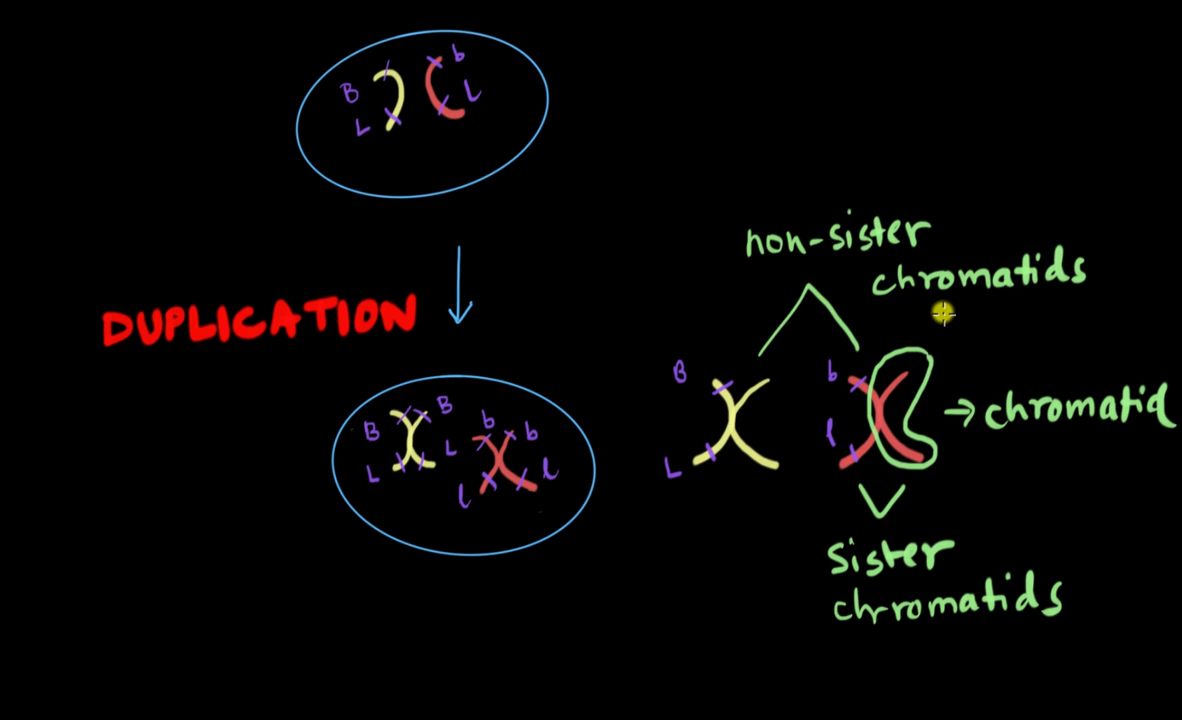 b
B
l
L
non-sister
chromatids
DUPLICATION
B
b
B
B
b
b
→ chromatid
L
l
L
l
l
L
Sister
chromatids